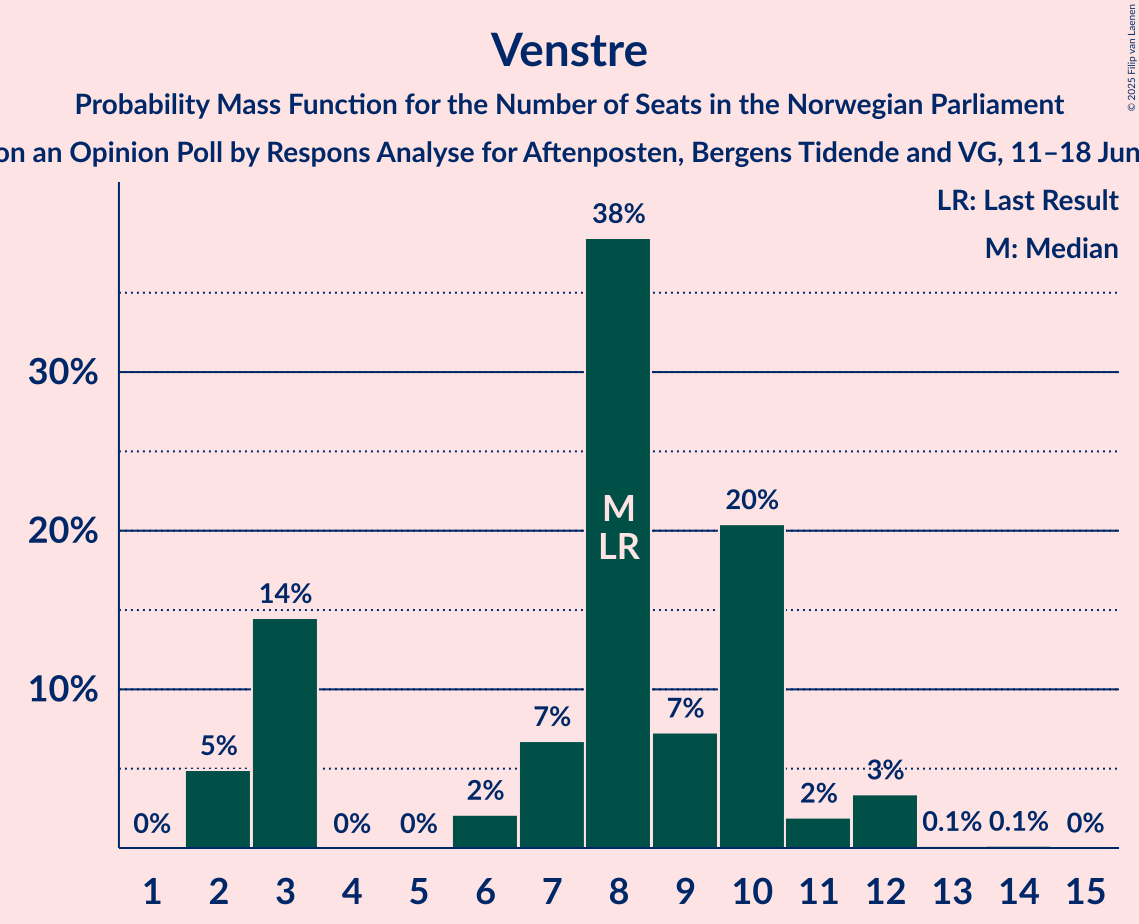 Venstre
Probability Mass Function for the Number of Seats in the Norwegian Parliament
on an Opinion Poll by Respons Analyse for Aftenposten, Bergens Tidende and VG, 11–18 Jun
LR: Last Result
M: Median
38%
30%
20%
10%
M
LR
20%
14%
7%
7%
5%
3%
2%
2%
0%
0%
0%
0.1%
0.1%
0%
1 2 3 4 5 6 7 8 9 10 11 12 13 14 15
© 2025 Filip van Laenen